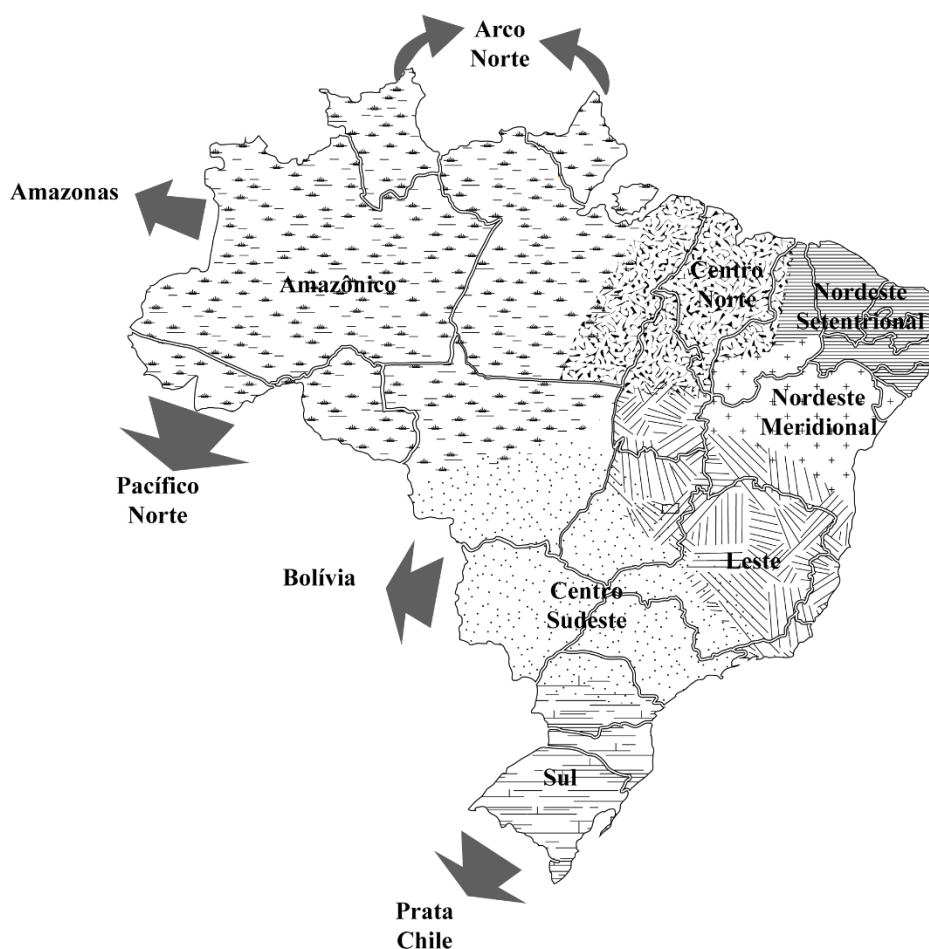 Arco
Norte
Amazonas
Amazônico
Centro
Norte
Nordeste
Setentrional
Nordeste
Meridional
Pacífico
Norte
Bolívia
Leste
Centro
Sudeste
Sul
Prata
Chile